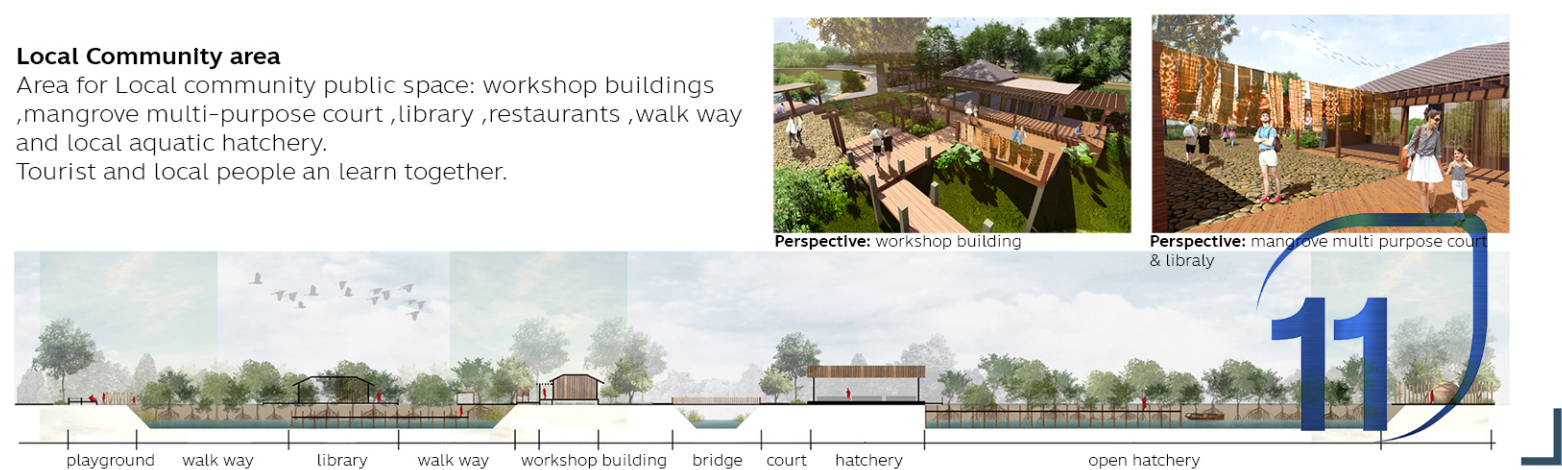 Local Community area
Area for Local community public space: workshop buildings
,mangrove multi-purpose court ,library ,restaurants ,walk way
and local aquatic hatchery.
Tourist and local people an learn together.
Perspective: workshop building
Perspective: mangrove multi purpose court
& libraly
11
playground walk way library walk way workshop building bridge court hatchery open hatchery